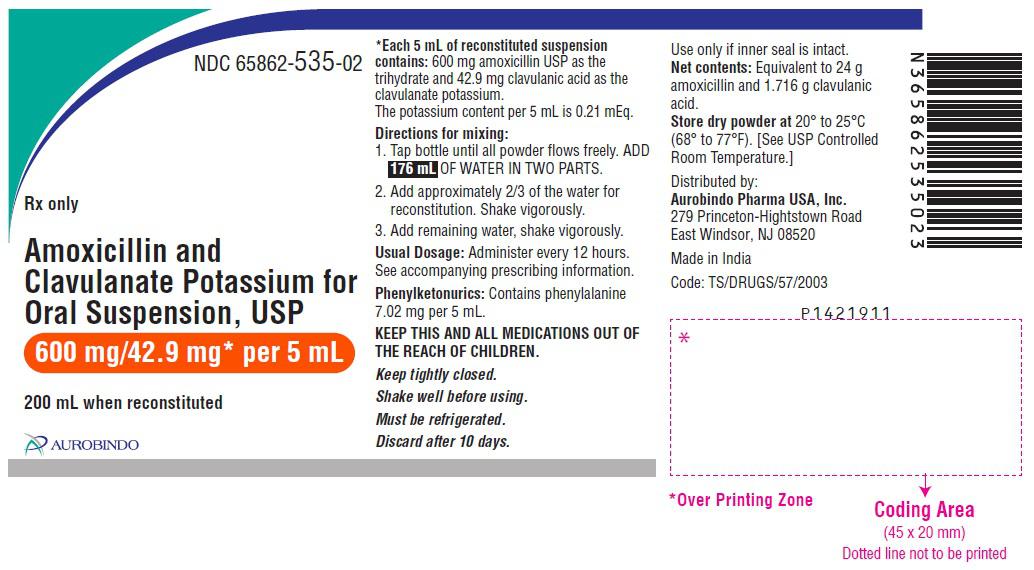 NDC 65862-535-02
Rx only
Amoxicillin and
Clavulanate Potassium for
Oral Suspension, USP
600 mg/42.9 mg* per 5 mL
200 mL when reconstituted
AUROBINDO
*Each 5 mL of reconstituted suspension
contains: 600 mg amoxicillin USP as the
trihydrate and 42.9 mg clavulanic acid as the
clavulanate potassium.
The potassium content per 5 mL is 0.21 mEq.
Directions for mixing:
1. Tap bottle until all powder flows freely. ADD
176 mL OF WATER IN TWO PARTS.
2. Add approximately 2/3 of the water for
reconstitution. Shake vigorously.
3. Add remaining water, shake vigorously.
Usual Dosage: Administer every 12 hours.
See accompanying prescribing information.
Phenylketonurics: Contains phenylalanine
7.02 mg per 5 mL.
KEEP THIS AND ALL MEDICATIONS OUT OF
THE REACH OF CHILDREN.
Keep tightly closed.
Shake well before using.
Must be refrigerated.
Discard after 10 days.
Use only if inner seal is intact.
Net contents: Equivalent to 24 g
amoxicillin and 1.716 g clavulanic
acid.
Store dry powder at 20° to 25°C
(68° to 77°F). [See USP Controlled
Room Temperature.]
Distributed by:
Aurobindo Pharma USA, Inc.
279 Princeton-Hightstown Road
East Windsor, NJ 08520
Made in India
Code: TS/DRUGS/57/2003
N365862535023
P1421911
*
*Over Printing Zone
Coding Area
(45 x 20 mm)
Dotted line not to be printed